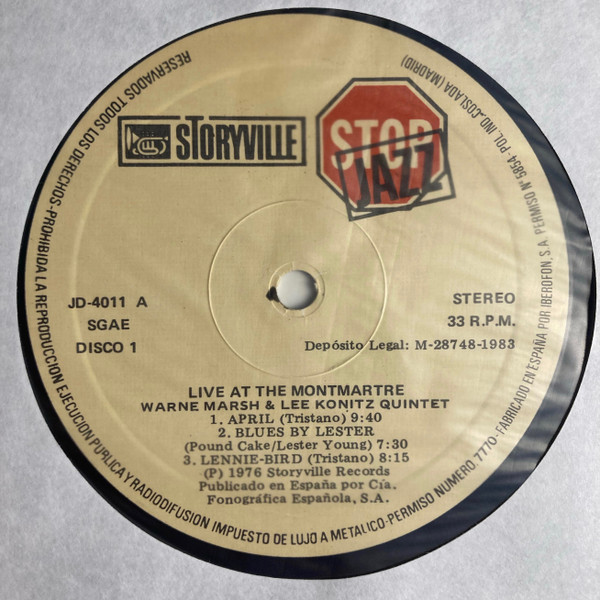 RESERVADOS TODOS LOS DERECHOS-PROHIBIDA LA REPRODUCCION EJECUCION PUBLICA Y RADIODIFUSION IMPUESTO DE LUJO A METALICO-PERMISO NUMERO 7770-FABRICADO EN ESPAÑA POR IBEROFON, S.A. PERMISO Nº 5854-POL. IND. COSLADA (MADRID)
STORYVILLE
STOP
JAZZ
JD-4011 A
SGAE
DISCO 1
STEREO
33 R.P.M.
Depósito Legal: M-28748-1983
LIVE AT THE MONTMARTRE
WARNE MARSH & LEE KONITZ QUINTET
1. APRIL (Tristano) 9:40
2. BLUES BY LESTER
(Pound Cake/Lester Young) 7:30
3. LENNIE-BIRD (Tristano) 8:15
(P) 1976 Storyville Records
Publicado en España por Cía.
Fonográfica Española, S.A.